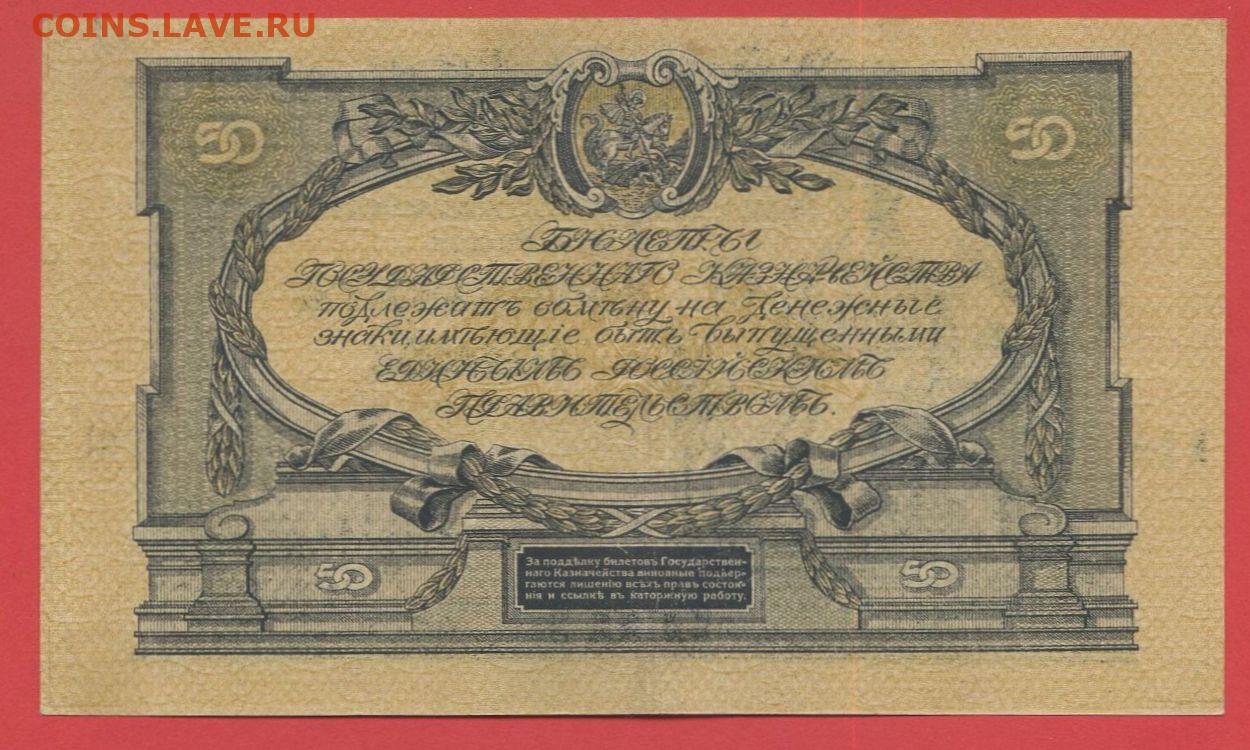 COINS.LAVE.RU
50
50
БИЛЕТЫ
ГОСУДАРСТВЕННАГО КАЗНАЧЕЙСТВА
подлежатъ обмѣну на денежные
знаки имѣющіе быть выпущенными
ЕДИНЫМЪ РОССІЙСКИМЪ
ПРАВИТЕЛЬСТВОМЪ.
50
50
За поддѣлку билетовъ Государствен-
наго Казначейства виновные подвер-
гаются лишенію всѣхъ правъ состоя-
нія и ссылкѣ въ каторжную работу.